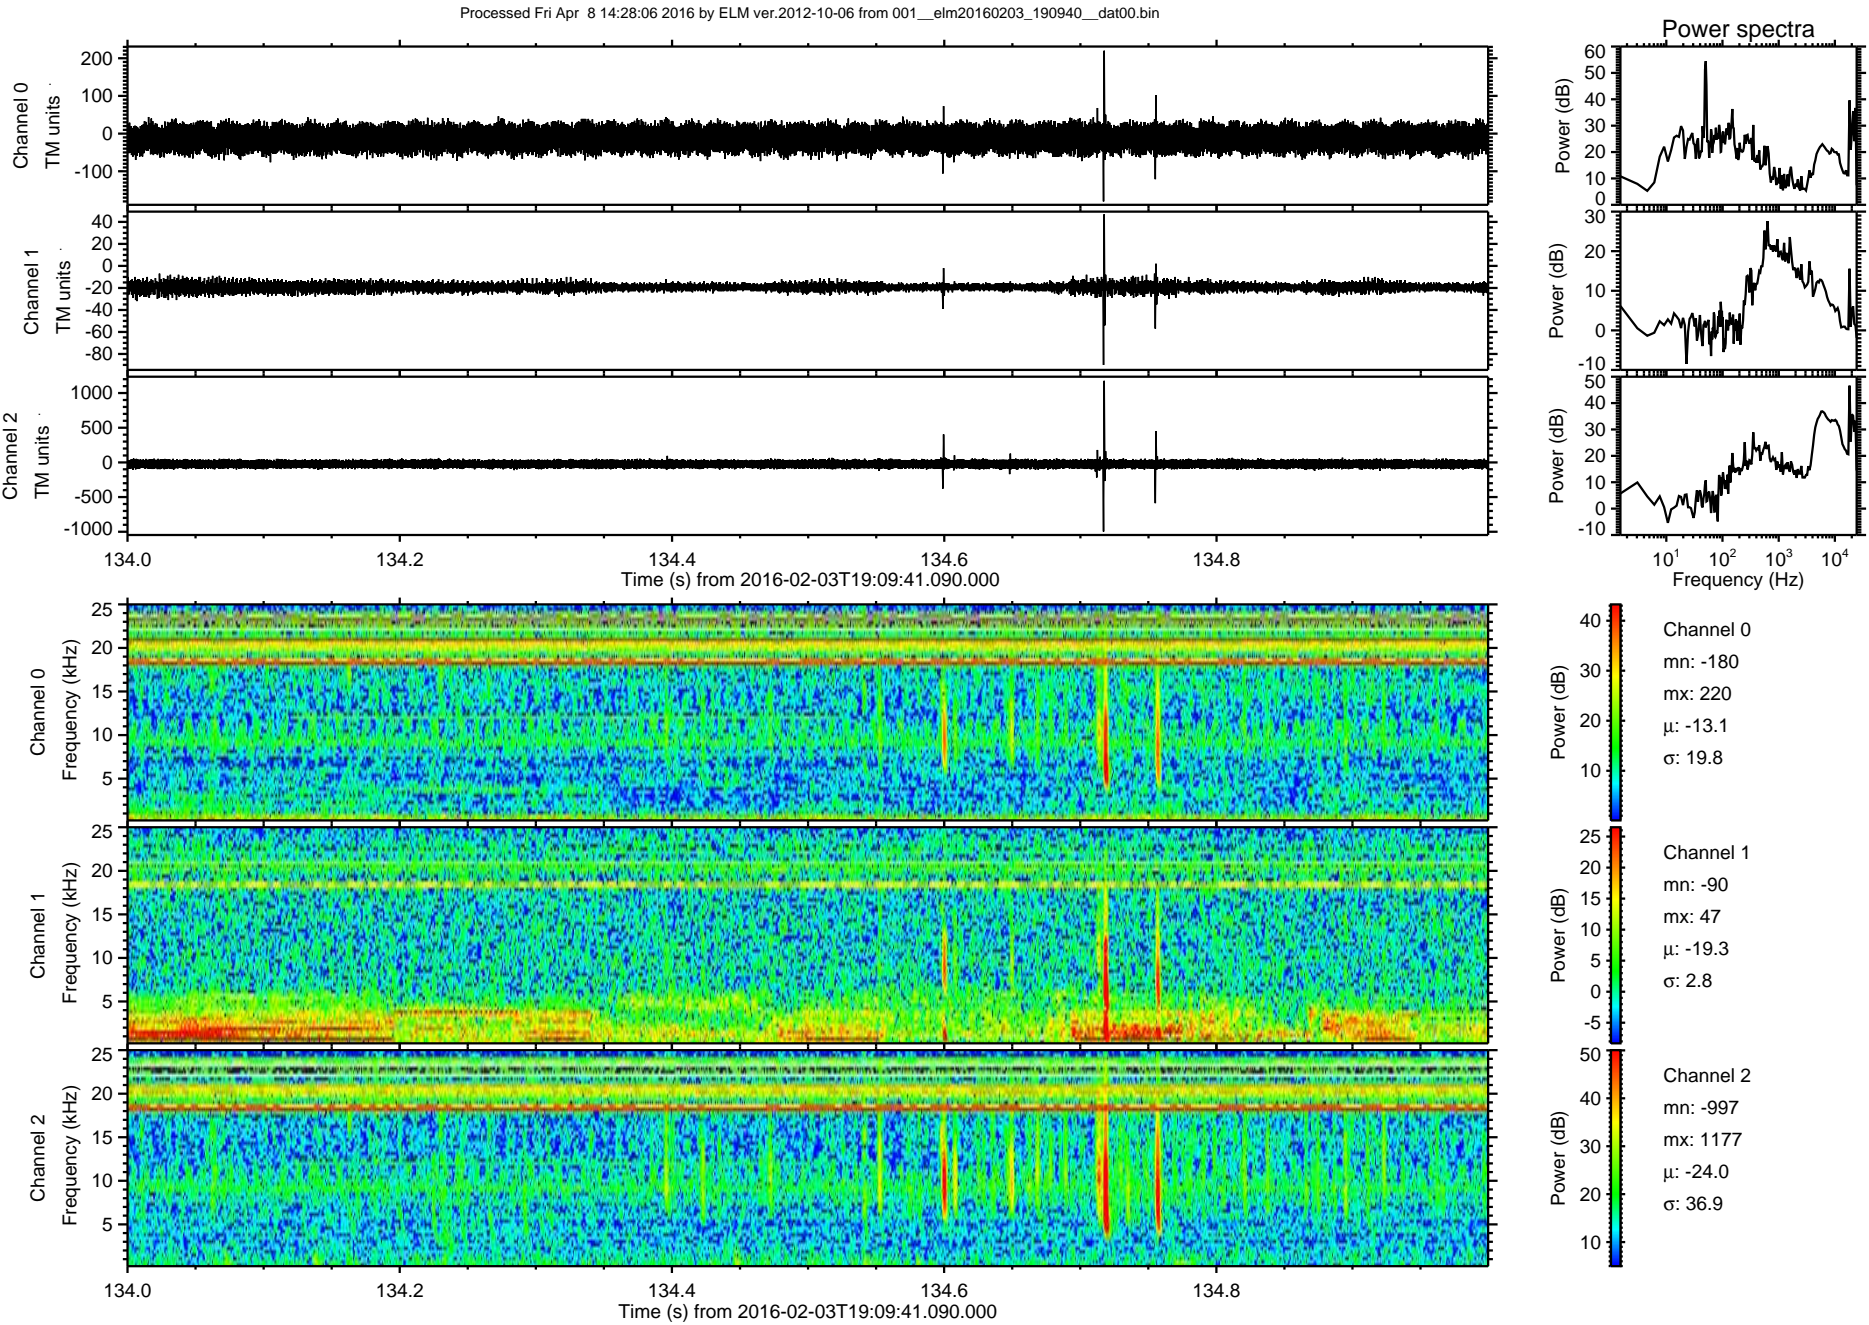 Processed Fri Apr  8 14:28:06 2016 by ELM ver.2012-10-06 from 001__elm20160203_190940__dat00.bin
Power spectra
Channel 0
TM units
200
100
0
-100
Power (dB)
60
50
40
30
20
10
0
Channel 1
TM units
40
20
0
-20
-40
-60
-80
Power (dB)
30
20
10
0
-10
Channel 2
TM units
1000
500
0
-500
-1000
Power (dB)
50
40
30
20
10
0
-10
134.0 134.2 134.4 134.6 134.8
Time (s) from 2016-02-03T19:09:41.090.000
10^1 10^2 10^3 10^4
Frequency (Hz)
Channel 0
Frequency (kHz)
25
20
15
10
5
Power (dB)
40
30
20
10
Channel 0
mn: -180
mx: 220
μ: -13.1
σ: 19.8
Channel 1
Frequency (kHz)
25
20
15
10
5
Power (dB)
25
20
15
10
5
0
-5
Channel 1
mn: -90
mx: 47
μ: -19.3
σ: 2.8
Channel 2
Frequency (kHz)
25
20
15
10
5
Power (dB)
50
40
30
20
10
Channel 2
mn: -997
mx: 1177
μ: -24.0
σ: 36.9
134.0 134.2 134.4 134.6 134.8
Time (s) from 2016-02-03T19:09:41.090.000